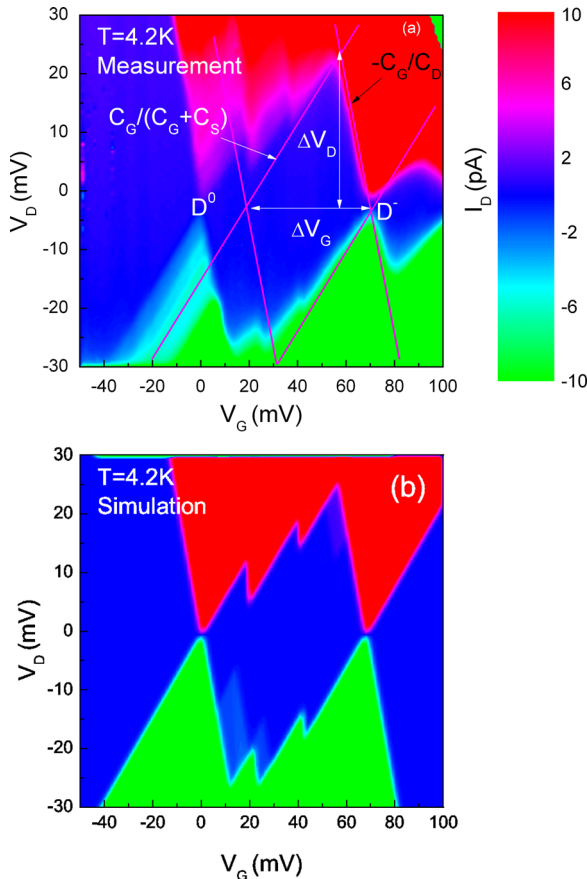 (a)
T=4.2K
Measurement
-C_G/C_D
C_G/(C_G+C_S)
ΔV_D
D^0
D^-
ΔV_G
30
20
10
0
-10
-20
-30
V_D (mV)
-40 -20 0 20 40 60 80 100
V_G (mV)
10
6
2
-2
-6
-10
I_D (pA)
(b)
T=4.2K
Simulation
30
20
10
0
-10
-20
-30
V_D (mV)
-40 -20 0 20 40 60 80 100
V_G (mV)